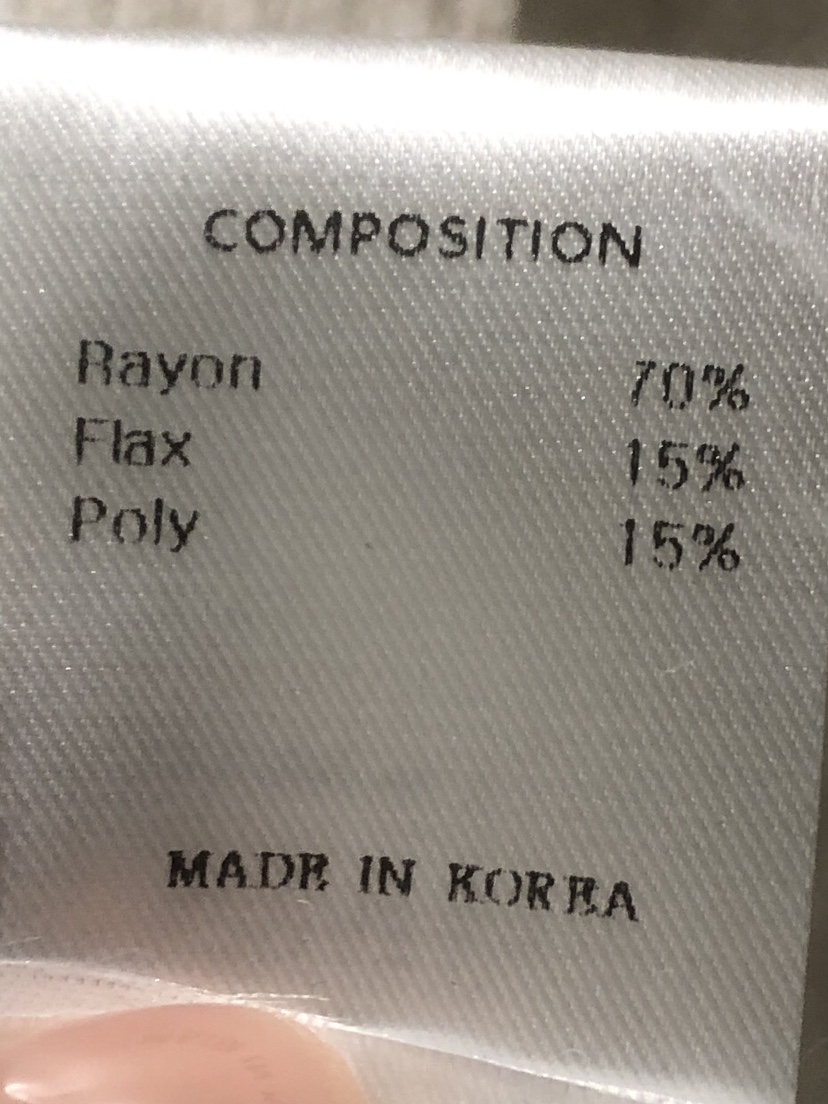 COMPOSITION
Rayon 70%
Flax 15%
Poly 15%
MADE IN KOREA